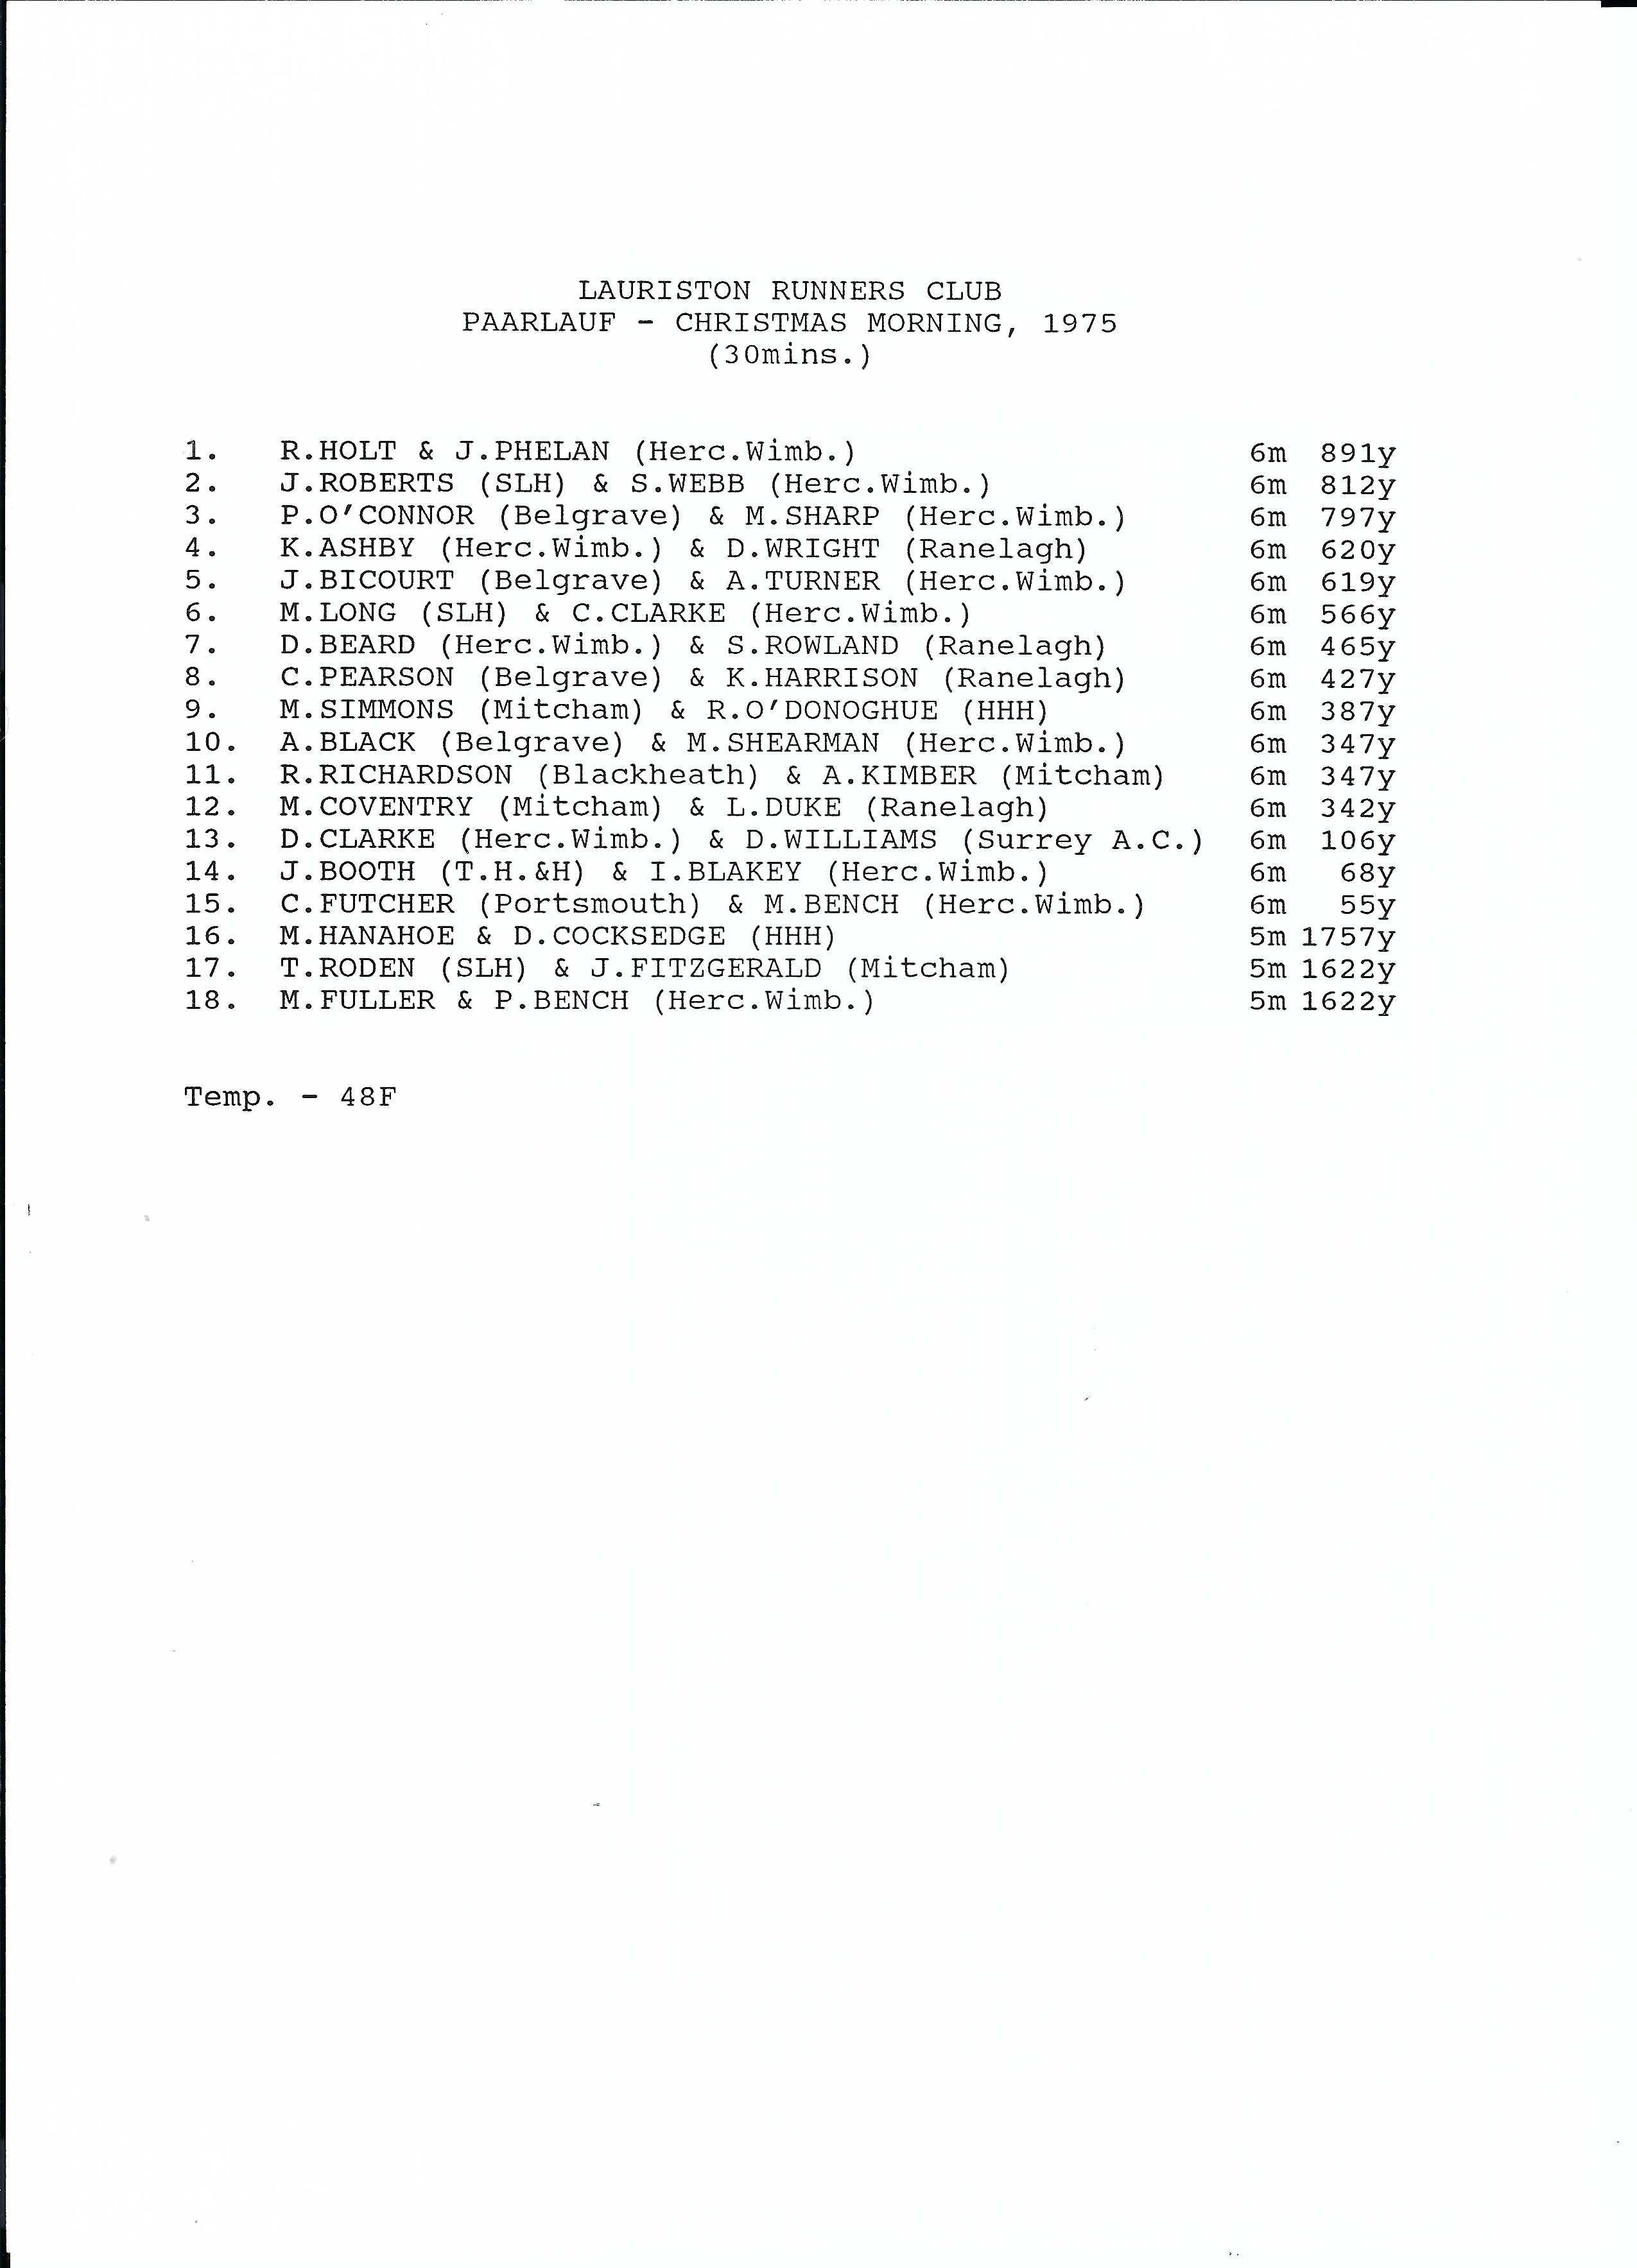 LAURISTON RUNNERS CLUB
PAARLAUF - CHRISTMAS MORNING, 1975
(30mins.)
1. R.HOLT & J.PHELAN (Herc.Wimb.) 6m 891y
2. J.ROBERTS (SLH) & S.WEBB (Herc.Wimb.) 6m 812y
3. P.O'CONNOR (Belgrave) & M.SHARP (Herc.Wimb.) 6m 797y
4. K.ASHBY (Herc.Wimb.) & D.WRIGHT (Ranelagh) 6m 620y
5. J.BICOURT (Belgrave) & A.TURNER (Herc.Wimb.) 6m 619y
6. M.LONG (SLH) & C.CLARKE (Herc.Wimb.) 6m 566y
7. D.BEARD (Herc.Wimb.) & S.ROWLAND (Ranelagh) 6m 465y
8. C.PEARSON (Belgrave) & K.HARRISON (Ranelagh) 6m 427y
9. M.SIMMONS (Mitcham) & R.O'DONOGHUE (HHH) 6m 387y
10. A.BLACK (Belgrave) & M.SHEARMAN (Herc.Wimb.) 6m 347y
11. R.RICHARDSON (Blackheath) & A.KIMBER (Mitcham) 6m 347y
12. M.COVENTRY (Mitcham) & L.DUKE (Ranelagh) 6m 342y
13. D.CLARKE (Herc.Wimb.) & D.WILLIAMS (Surrey A.C.) 6m 106y
14. J.BOOTH (T.H.&H) & I.BLAKEY (Herc.Wimb.) 6m 68y
15. C.FUTCHER (Portsmouth) & M.BENCH (Herc.Wimb.) 6m 55y
16. M.HANAHOE & D.COCKSEDGE (HHH) 5m 1757y
17. T.RODEN (SLH) & J.FITZGERALD (Mitcham) 5m 1622y
18. M.FULLER & P.BENCH (Herc.Wimb.) 5m 1622y
Temp. - 48F